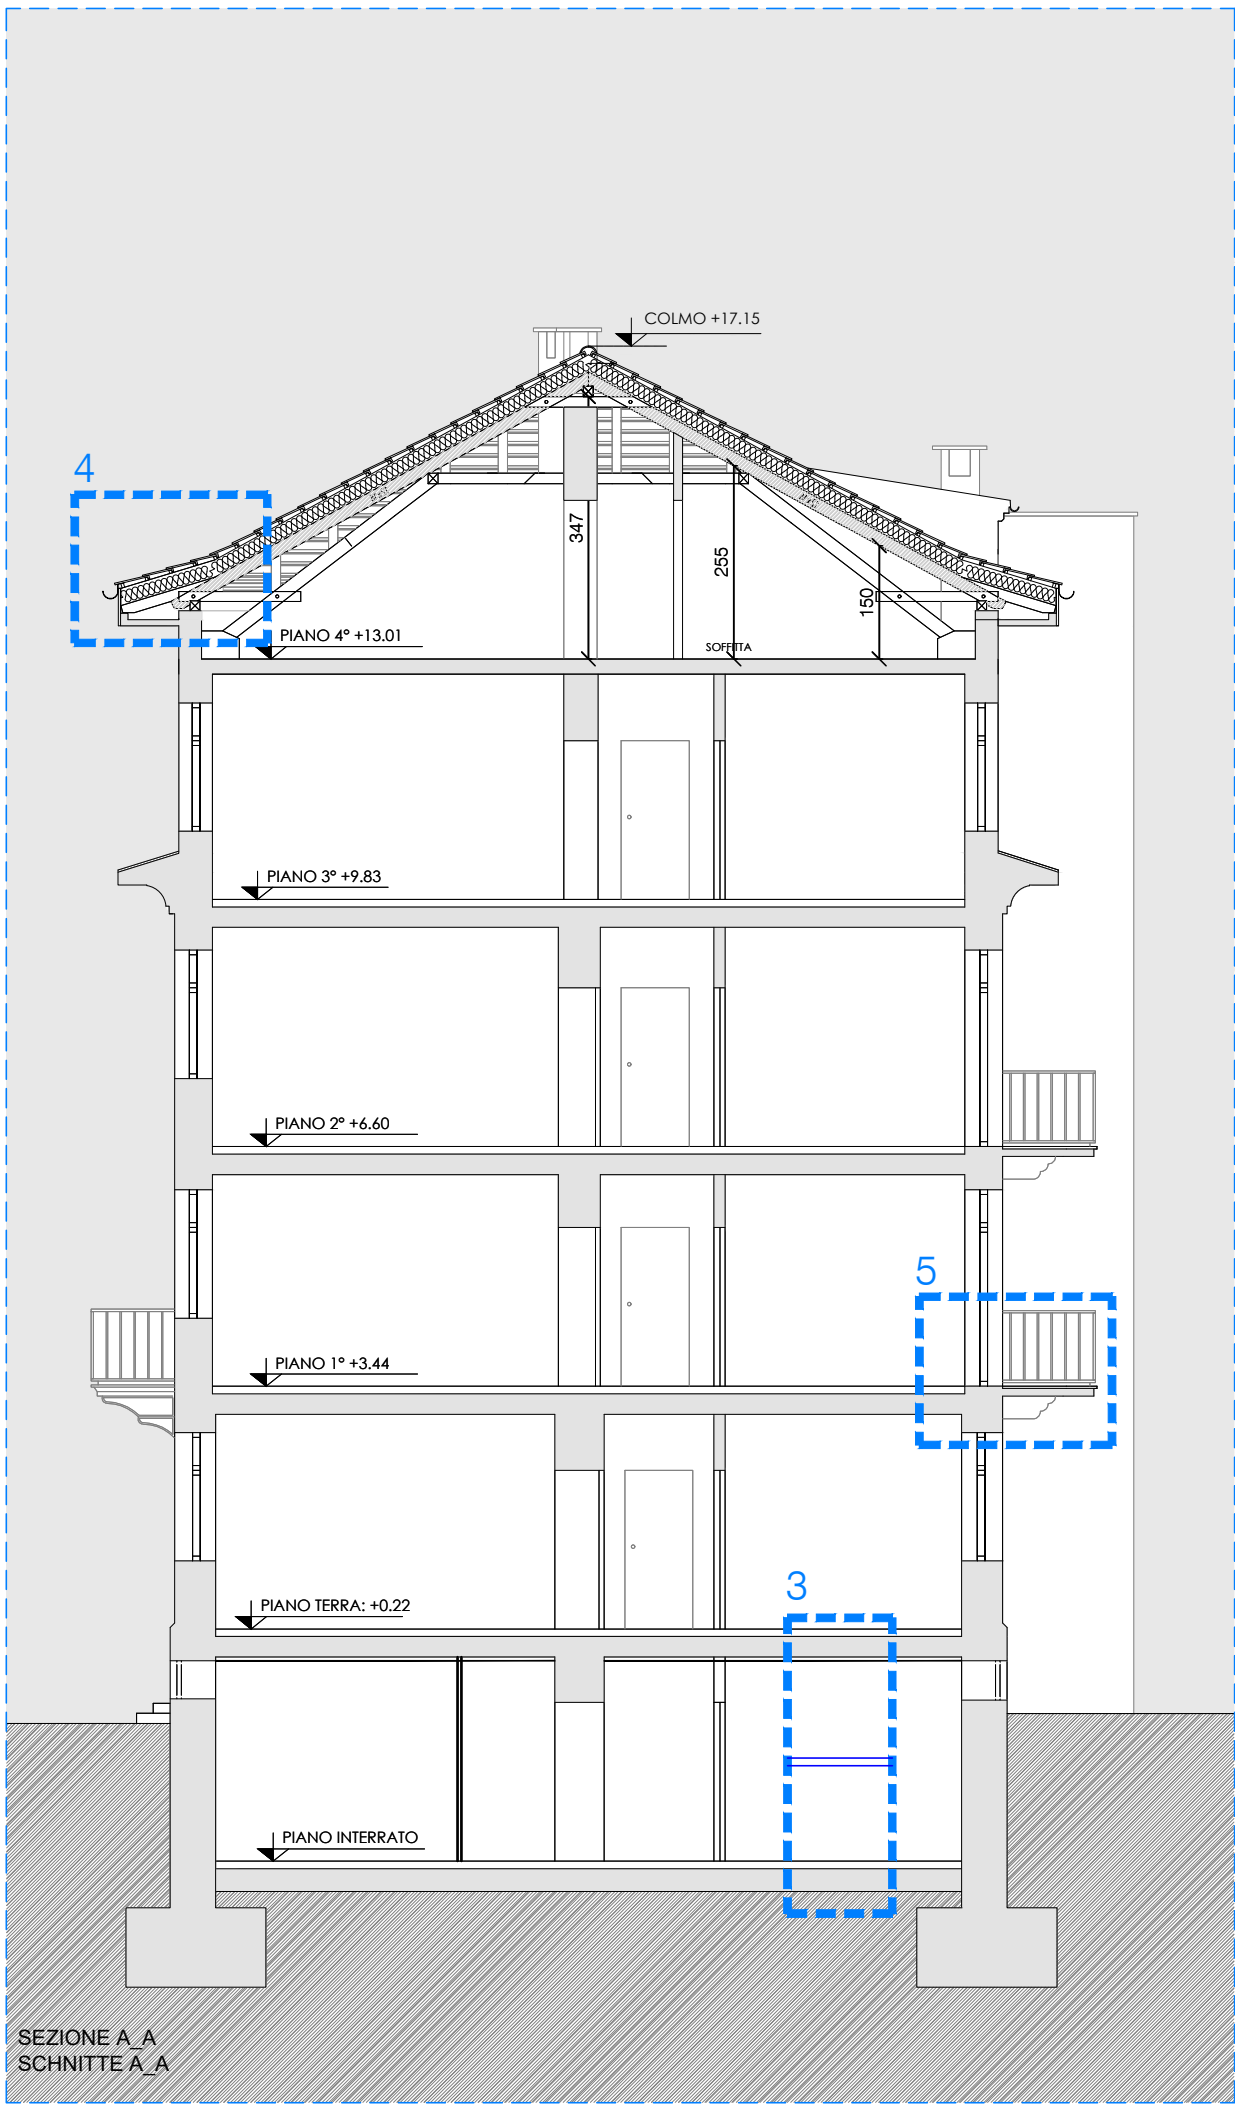 COLMO +17.15
4
347
255
150
PIANO 4° +13.01
SOFFITTA
PIANO 3° +9.83
PIANO 2° +6.60
5
PIANO 1° +3.44
3
PIANO TERRA: +0.22
PIANO INTERRATO
SEZIONE A_A
SCHNITTE A_A